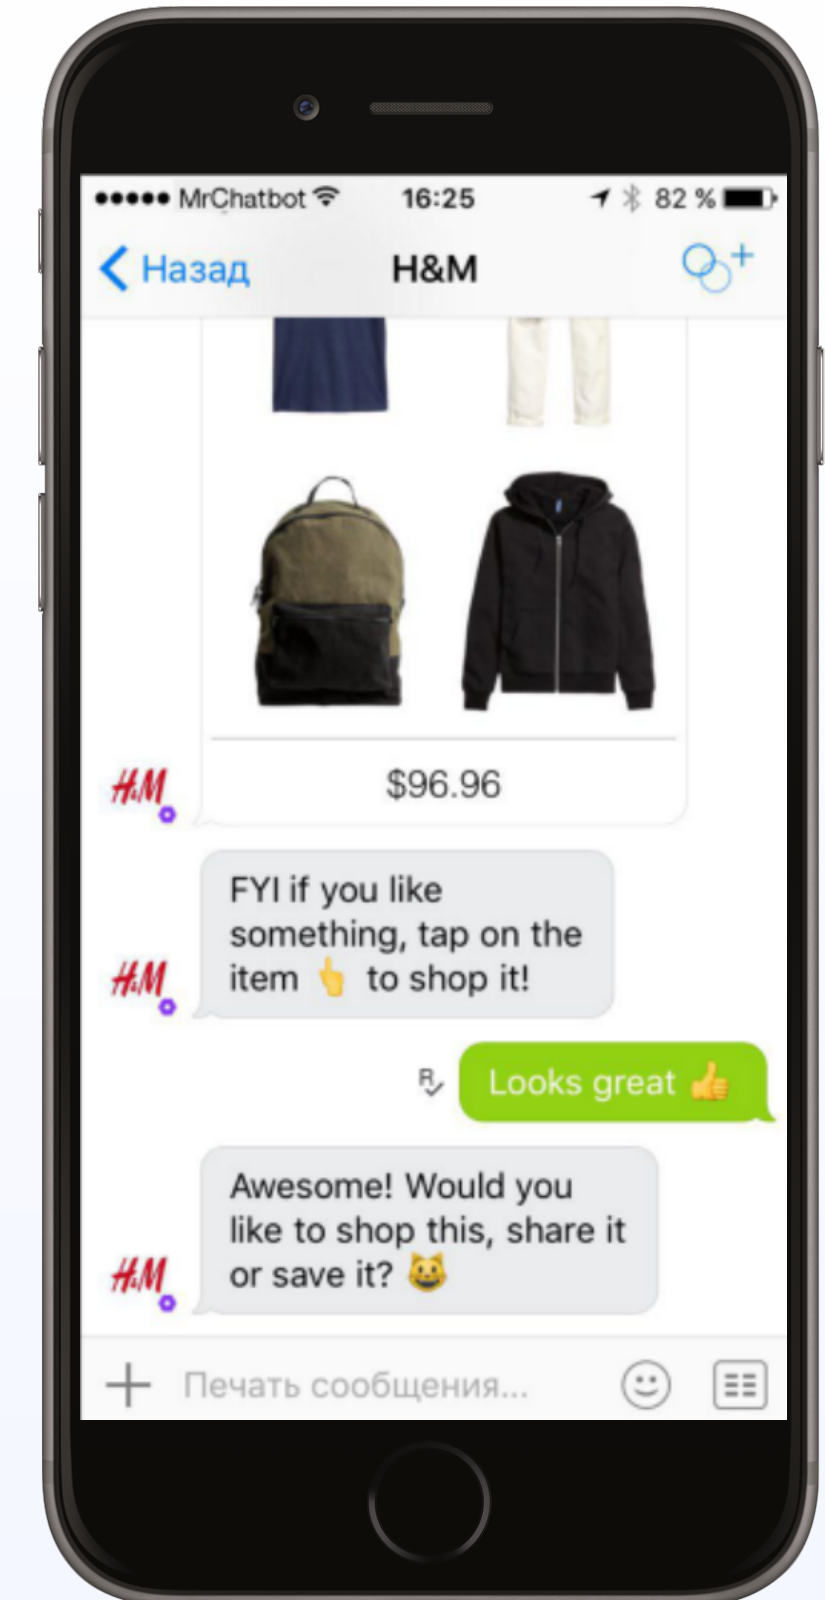 MrChatbot 16:25 82 %
Назад H&M
$96.96
H&M
FYI if you like
something, tap on the
item 👆 to shop it!
H&M
R
Looks great 👍
Awesome! Would you
like to shop this, share it
or save it? 😺
H&M
Печать сообщения...